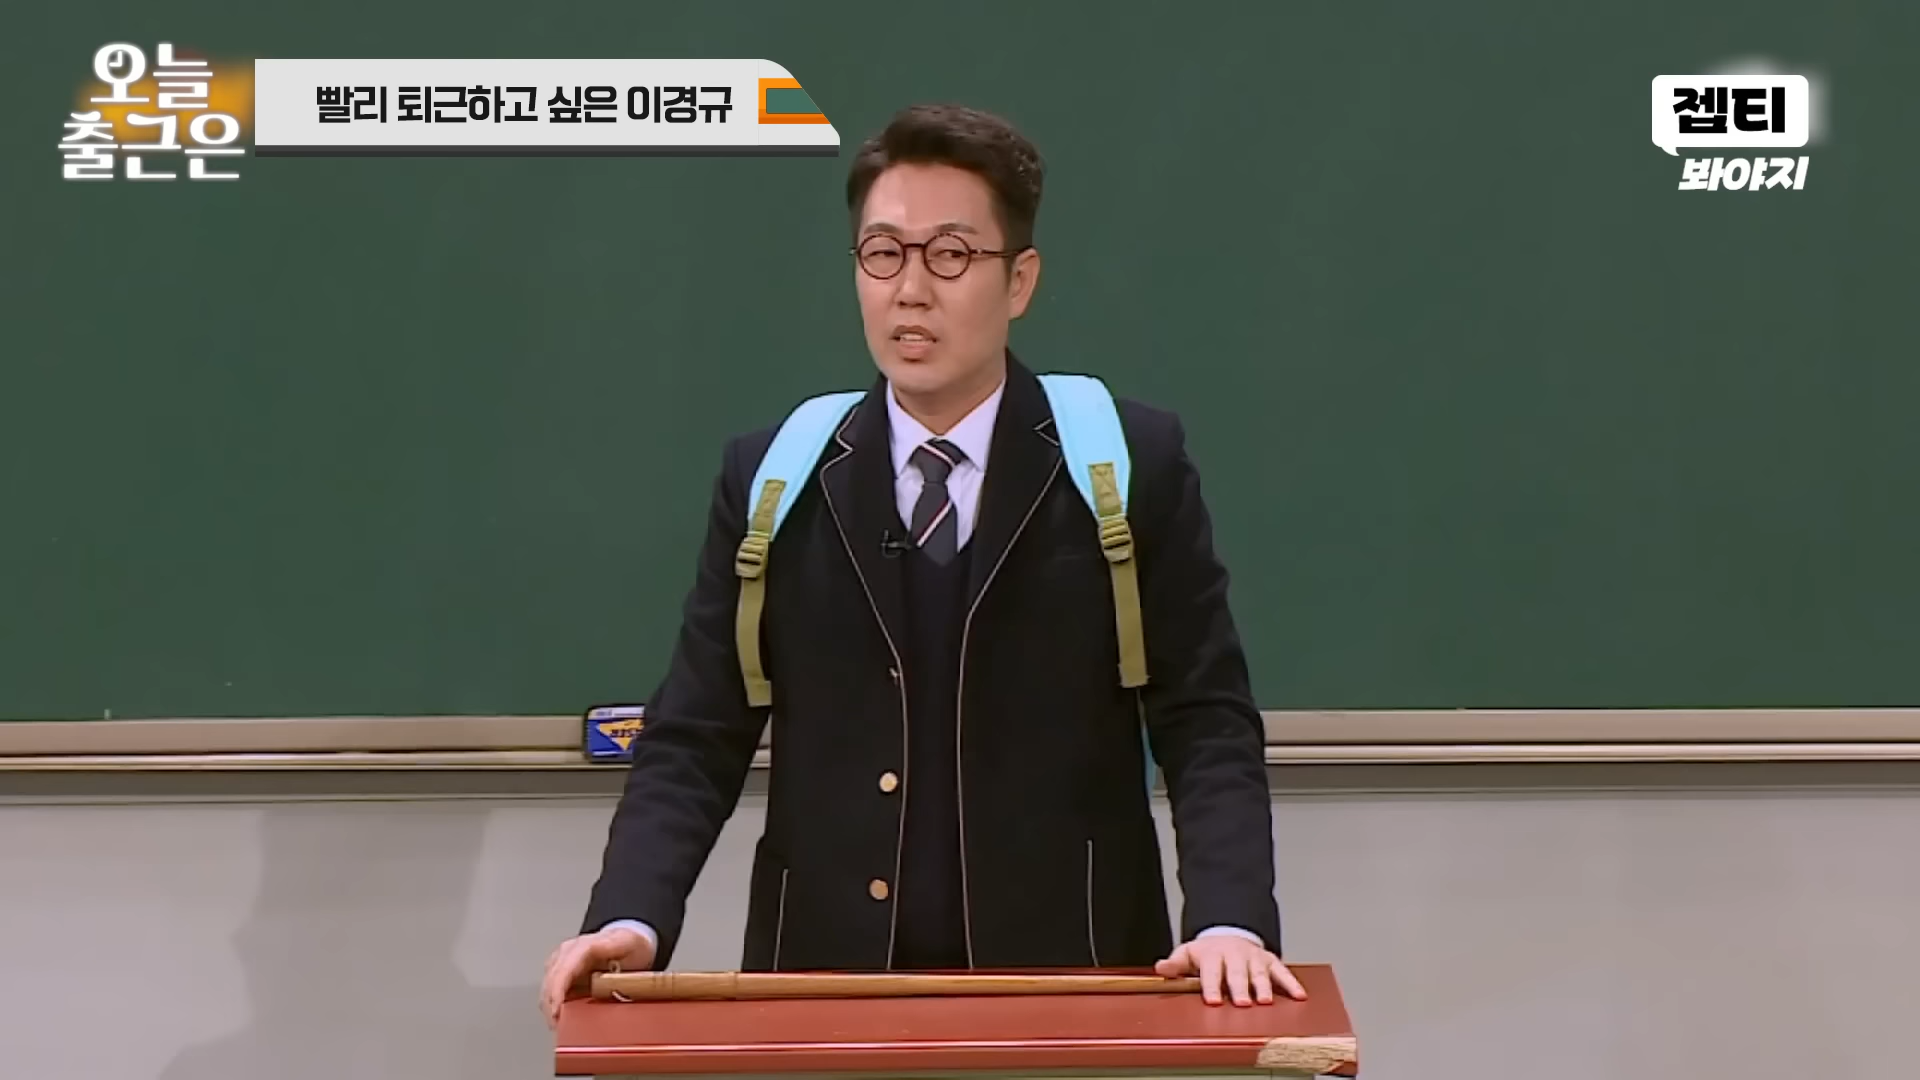 오늘
출근은
빨리 퇴근하고 싶은 이경규
젭티
봐야지